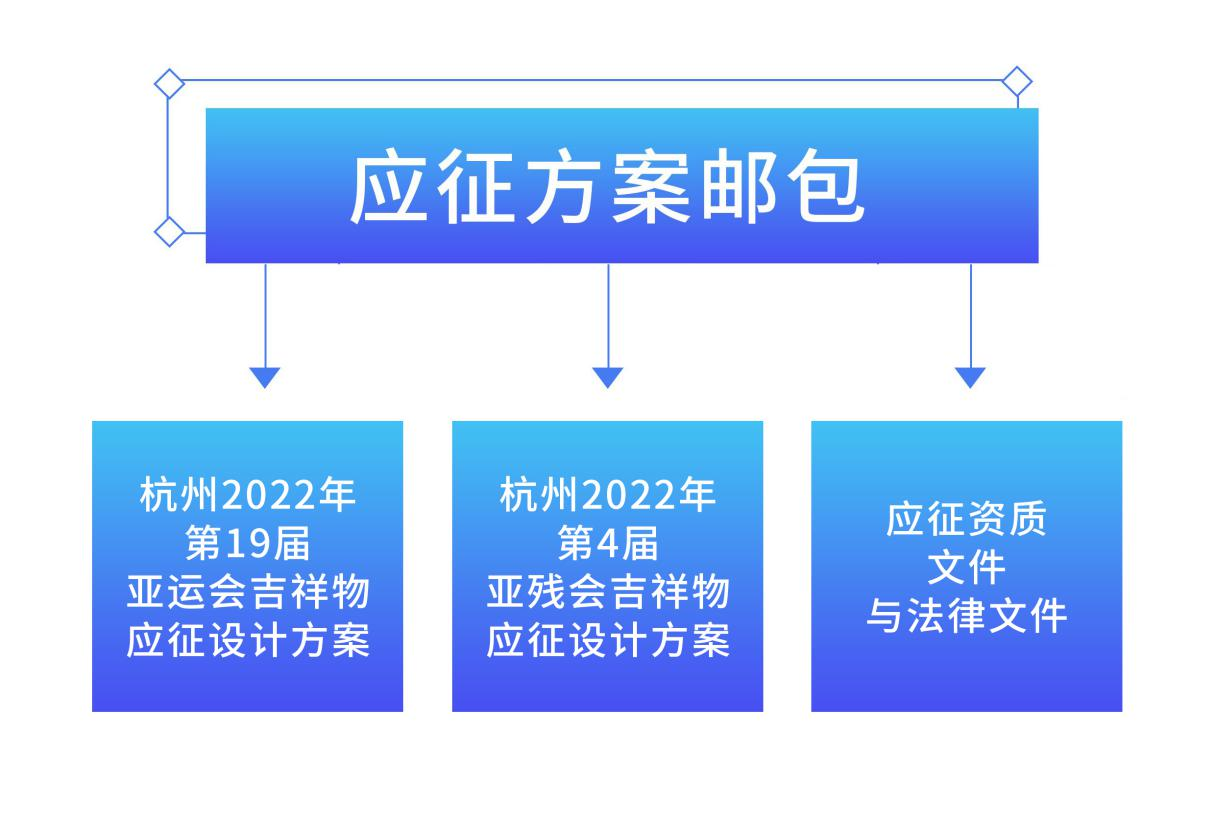 应征方案邮包
杭州2022年
第19届
亚运会吉祥物
应征设计方案
杭州2022年
第4届
亚残会吉祥物
应征设计方案
应征资质
文件
与法律文件